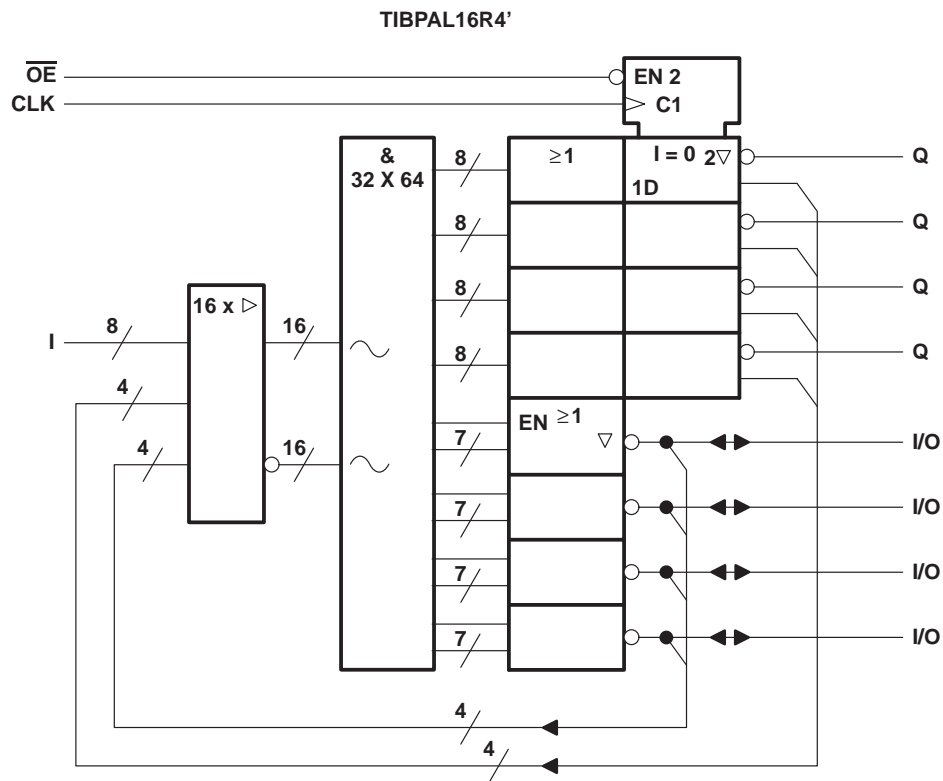 TIBPAL16R4’
OE
EN 2
CLK
C1
&
32 X 64
8
≥1
I = 0
2▽
Q
1D
8
Q
8
Q
16 x ▷
I
8
16
8
Q
4
EN ≥1
▽
7
I/O
4
16
7
I/O
7
I/O
7
I/O
4
4